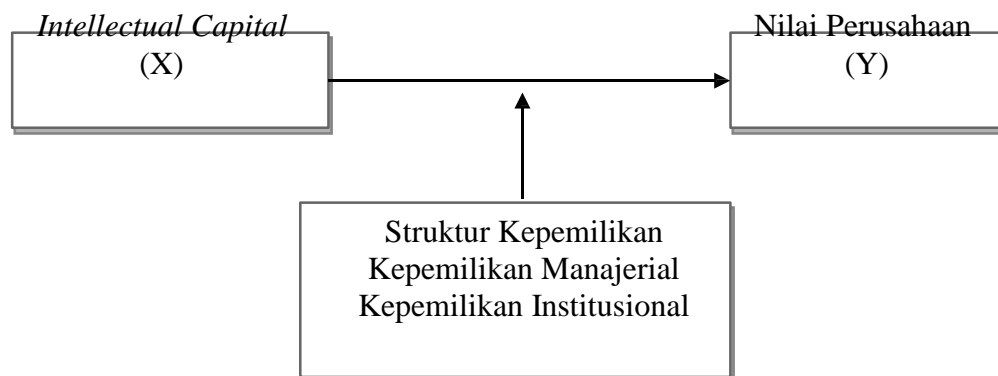 Intellectual Capital
(X)
Nilai Perusahaan
(Y)
Struktur Kepemilikan
Kepemilikan Manajerial
Kepemilikan Institusional